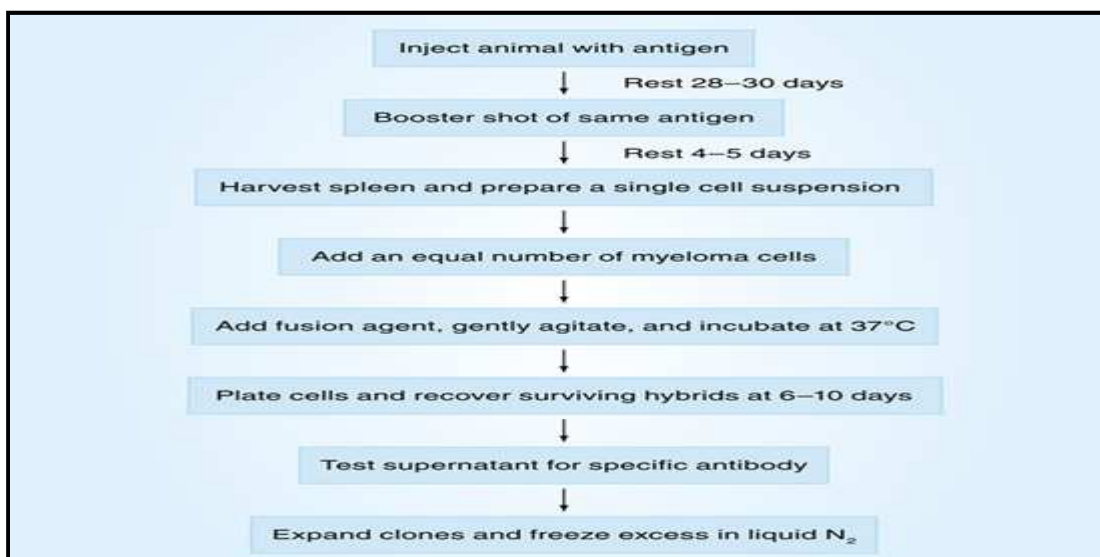 Inject animal with antigen
Rest 28–30 days
Booster shot of same antigen
Rest 4–5 days
Harvest spleen and prepare a single cell suspension
Add an equal number of myeloma cells
Add fusion agent, gently agitate, and incubate at 37°C
Plate cells and recover surviving hybrids at 6–10 days
Test supernatant for specific antibody
Expand clones and freeze excess in liquid N₂